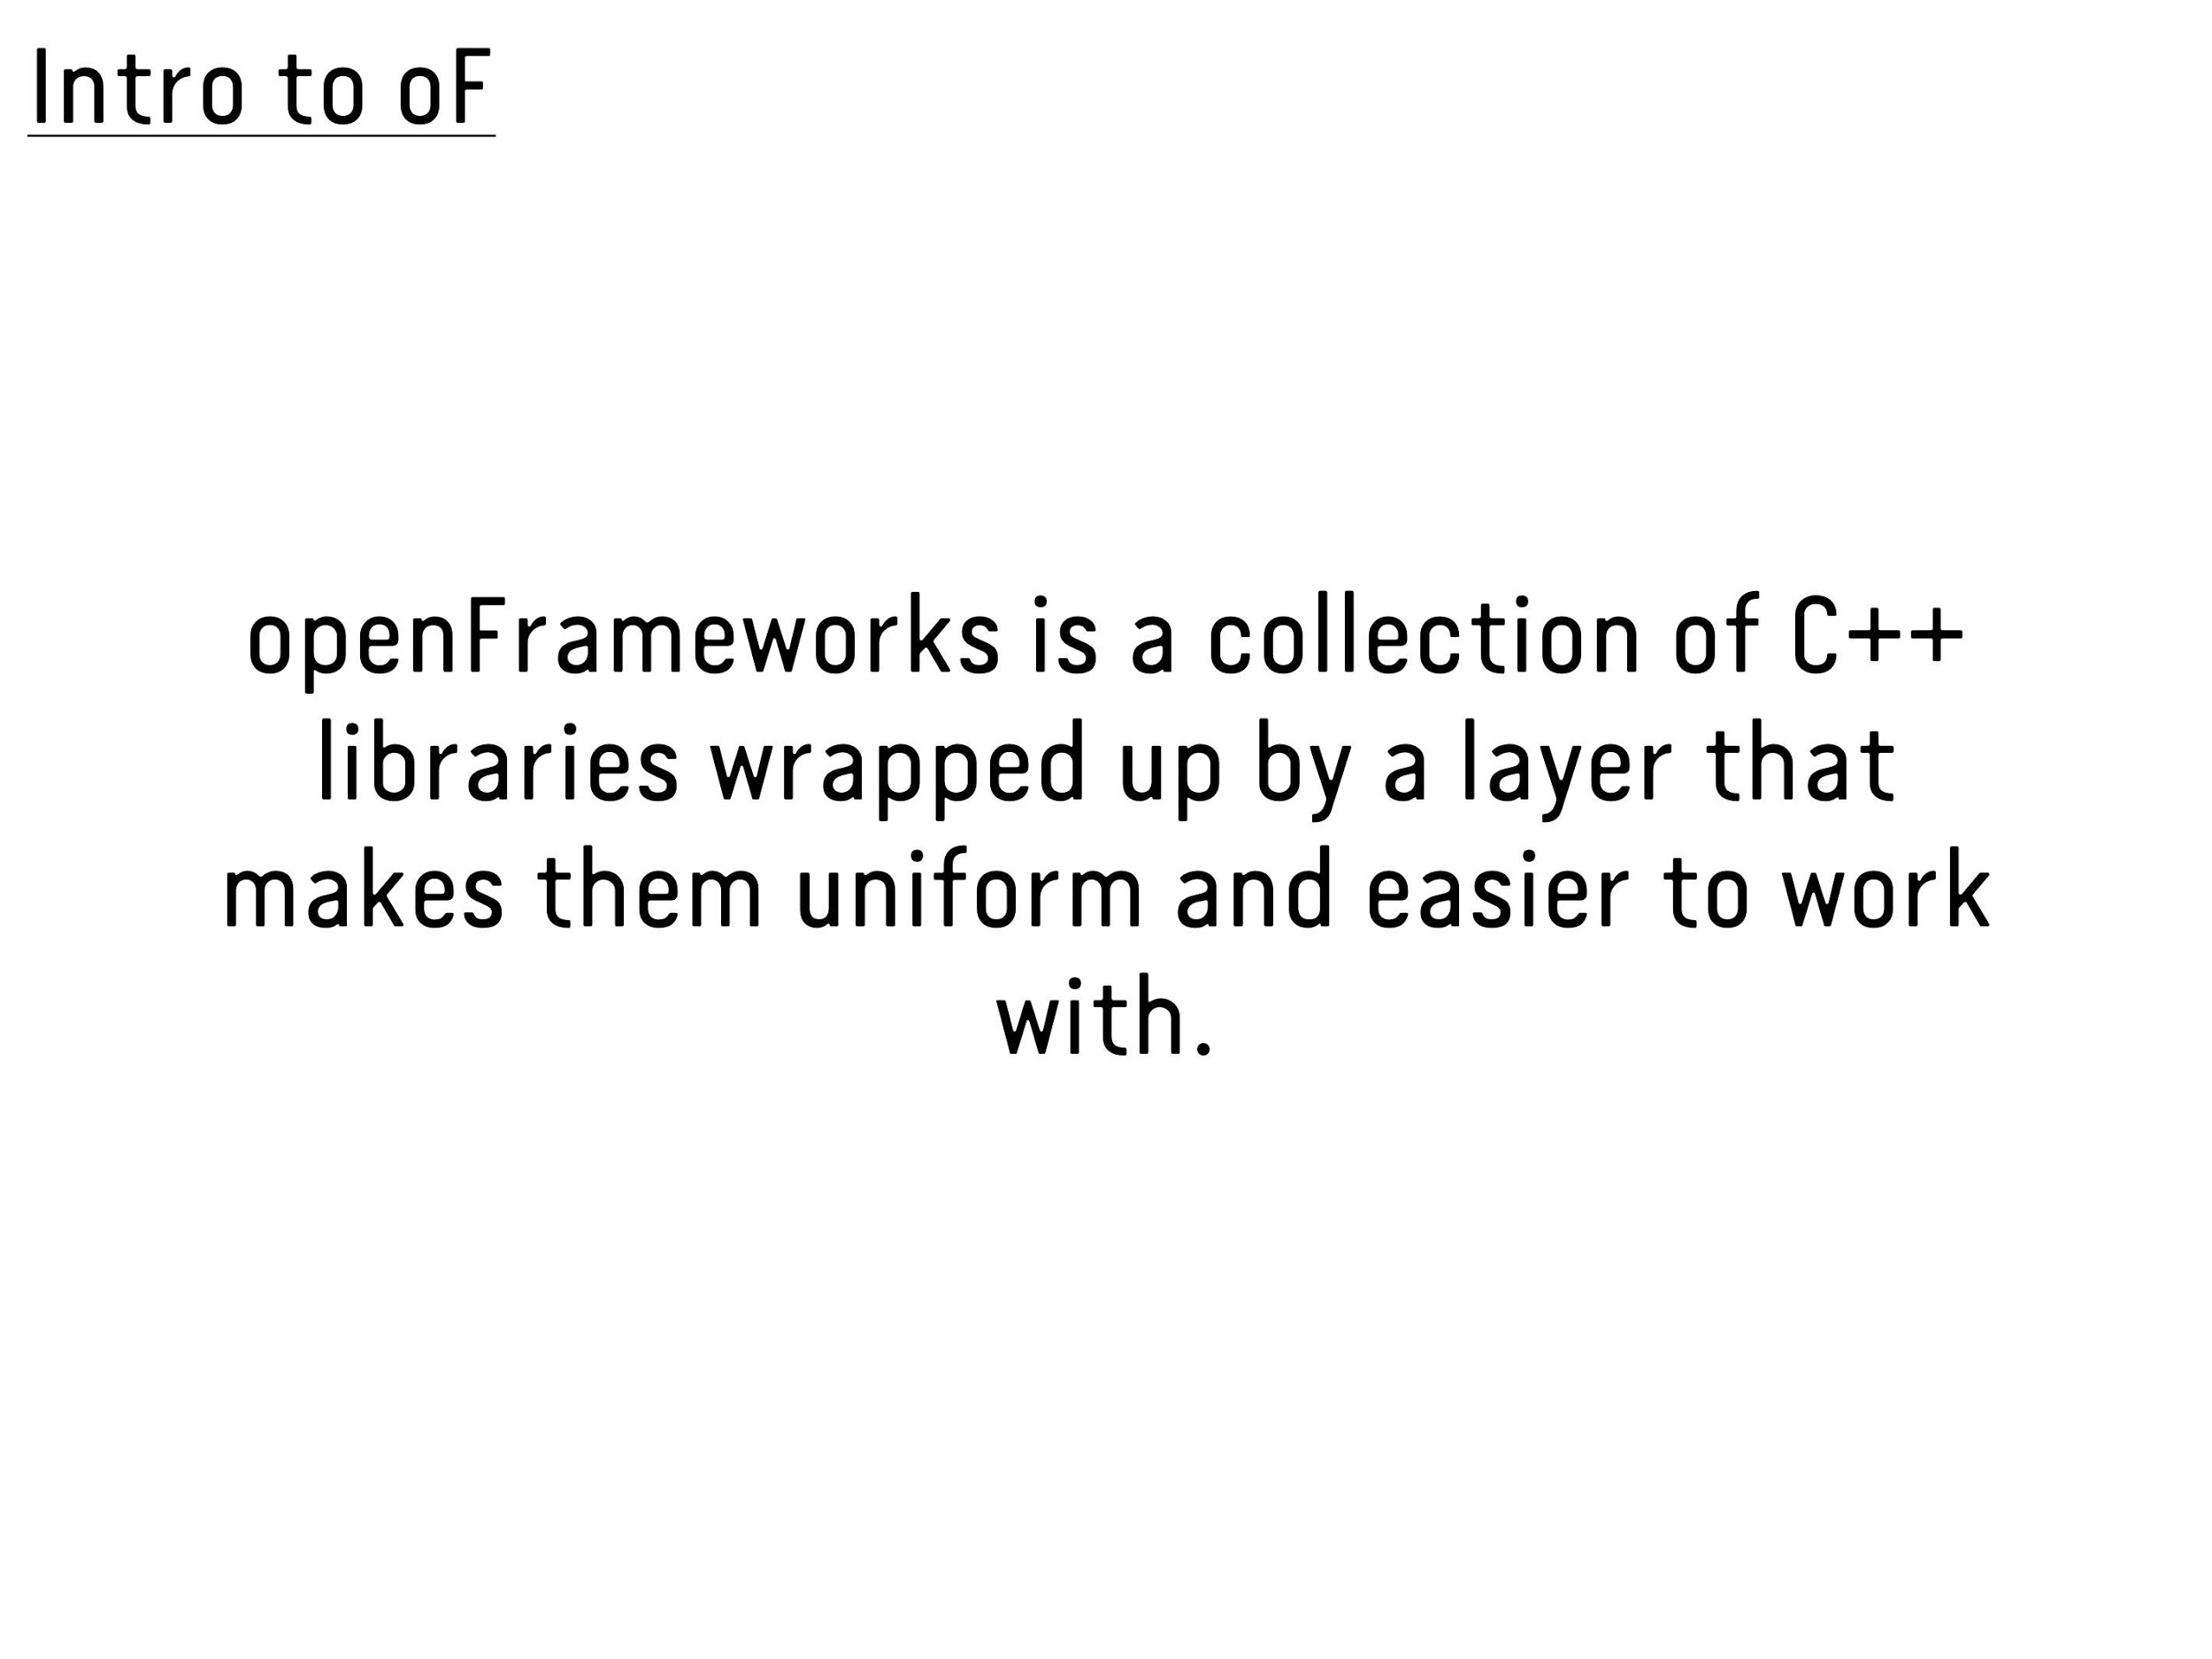 Intro to oF
openFrameworks is a collection of C++
libraries wrapped up by a layer that
makes them uniform and easier to work
with.